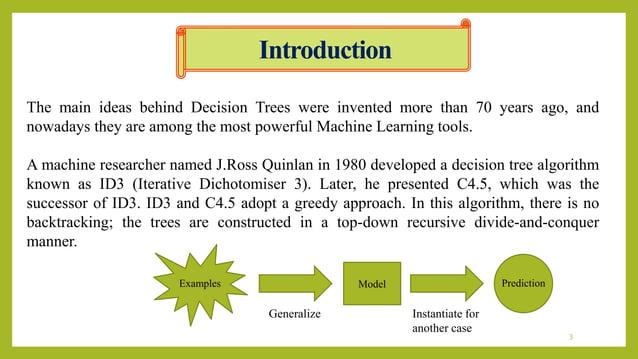 Introduction
The main ideas behind Decision Trees were invented more than 70 years ago, and
nowadays they are among the most powerful Machine Learning tools.
A machine researcher named J.Ross Quinlan in 1980 developed a decision tree algorithm
known as ID3 (Iterative Dichotomiser 3). Later, he presented C4.5, which was the
successor of ID3. ID3 and C4.5 adopt a greedy approach. In this algorithm, there is no
backtracking; the trees are constructed in a top-down recursive divide-and-conquer
manner.
Examples
Model
Prediction
Generalize
Instantiate for
another case
3